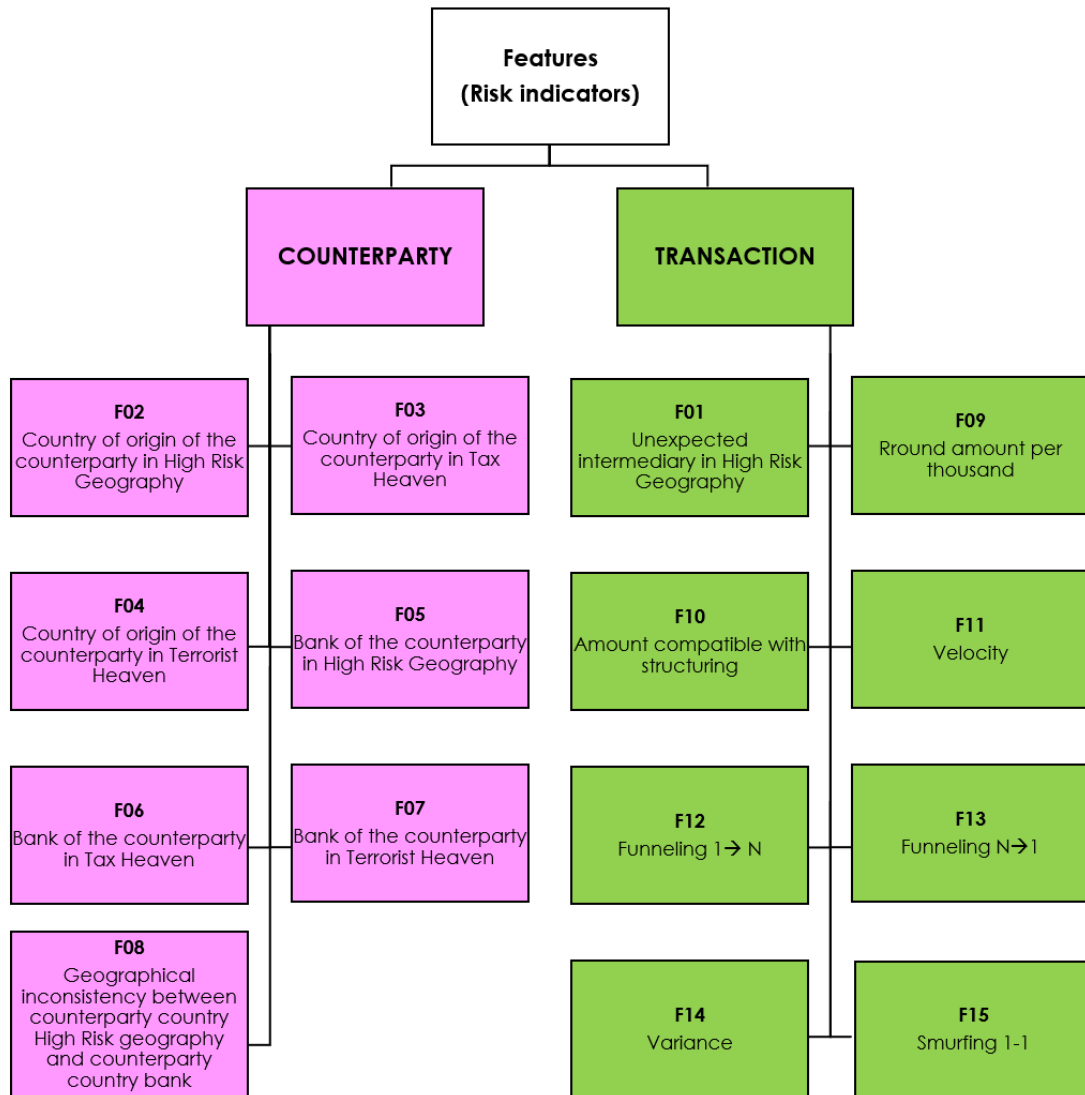 Features
(Risk indicators)
COUNTERPARTY
TRANSACTION
F02
Country of origin of the
counterparty in High Risk
Geography
F03
Country of origin of the
counterparty in Tax
Heaven
F01
Unexpected
intermediary in High Risk
Geography
F09
Rround amount per
thousand
F04
Country of origin of the
counterparty in Terrorist
Heaven
F05
Bank of the counterparty
in High Risk Geography
F10
Amount compatible with
structuring
F11
Velocity
F06
Bank of the counterparty
in Tax Heaven
F07
Bank of the counterparty
in Terrorist Heaven
F12
Funneling 1→ N
F13
Funneling N→1
F08
Geographical
inconsistency between
counterparty country
High Risk geography
and counterparty
country bank
F14
Variance
F15
Smurfing 1-1